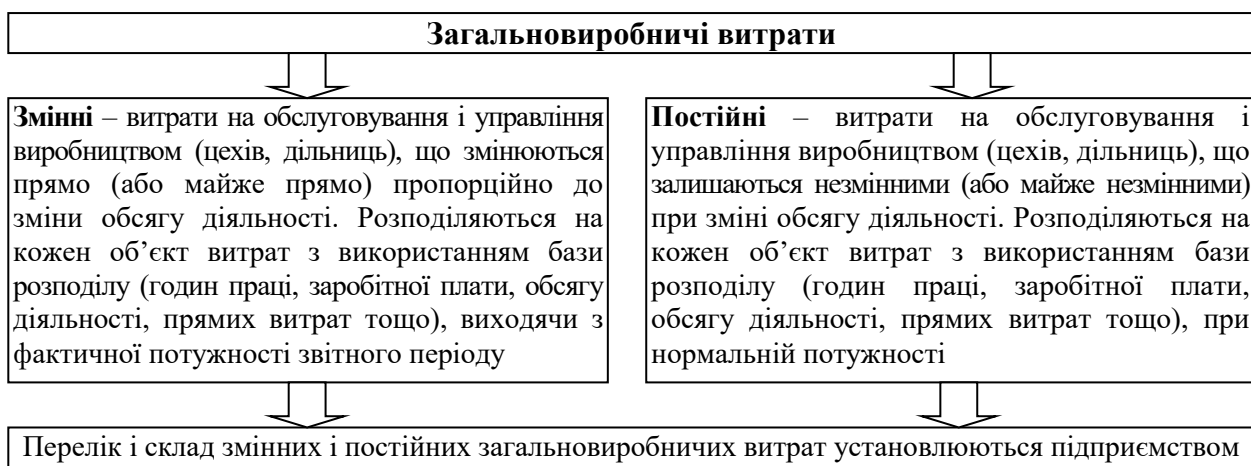 Загальновиробничі витрати
Змінні – витрати на обслуговування і управління
виробництвом (цехів, дільниць), що змінюються
прямо (або майже прямо) пропорційно до
зміни обсягу діяльності. Розподіляються на
кожен об’єкт витрат з використанням бази
розподілу (годин праці, заробітної плати, обсягу
діяльності, прямих витрат тощо), виходячи з
фактичної потужності звітного періоду
Постійні – витрати на обслуговування і
управління виробництвом (цехів, дільниць), що
залишаються незмінними (або майже незмінними)
при зміні обсягу діяльності. Розподіляються на
кожен об’єкт витрат з використанням бази
розподілу (годин праці, заробітної плати,
обсягу діяльності, прямих витрат тощо), при
нормальній потужності
Перелік і склад змінних і постійних загальновиробничих витрат установлюються підприємством